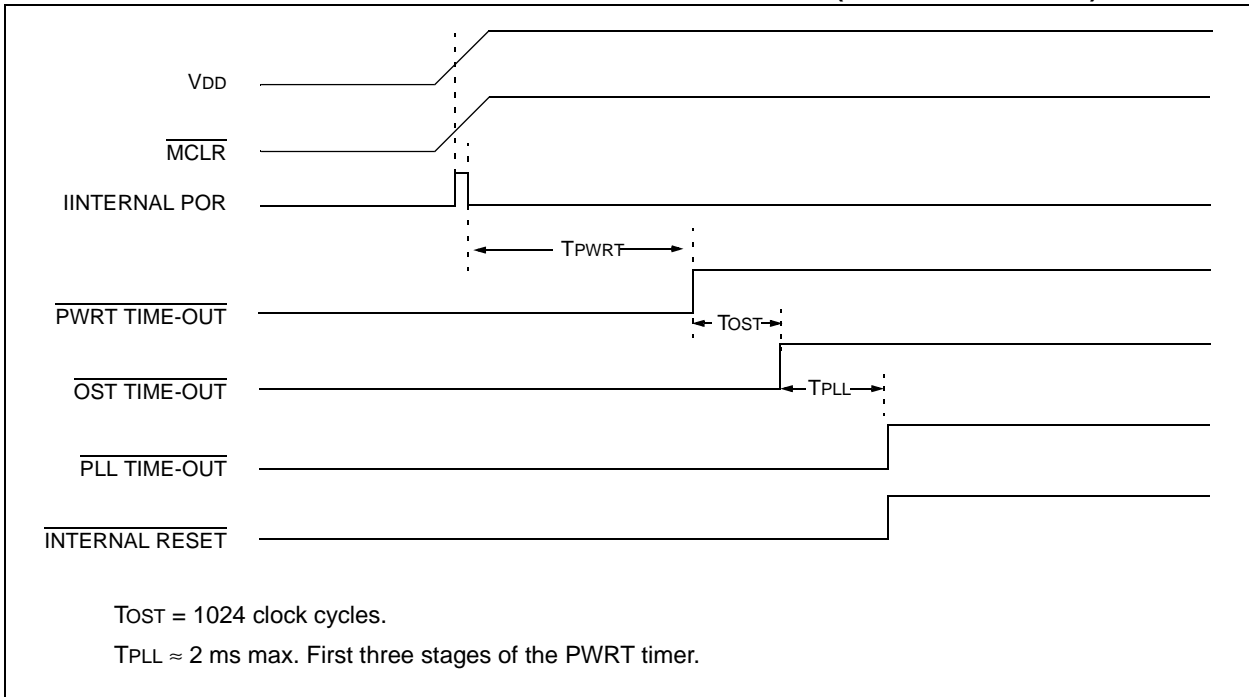 VDD
MCLR
IINTERNAL POR
TPWRT
PWRT TIME-OUT
TOST
OST TIME-OUT
TPLL
PLL TIME-OUT
INTERNAL RESET
TOST = 1024 clock cycles.
TPLL ≈ 2 ms max. First three stages of the PWRT timer.